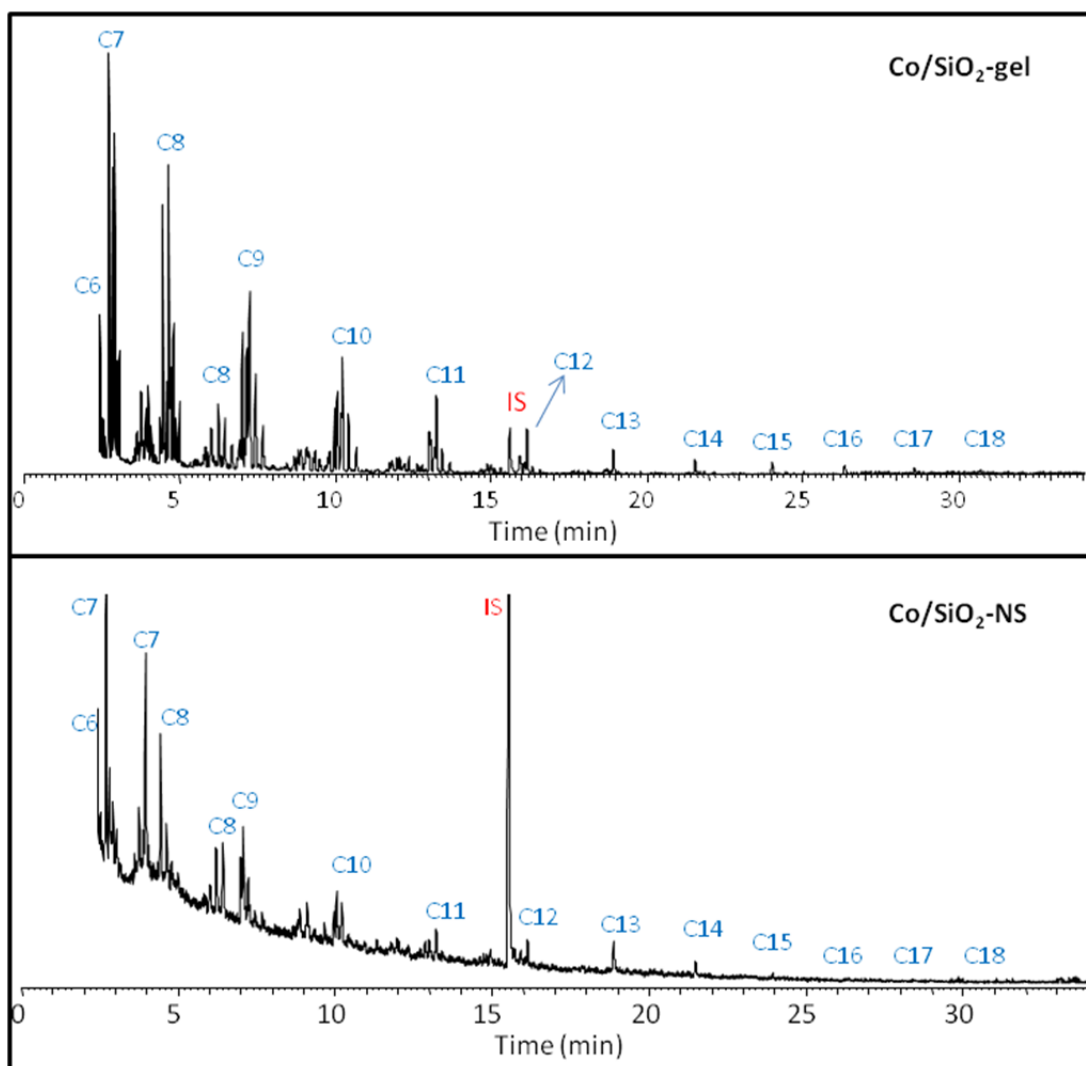 C7
Co/SiO₂-gel
C8
C9
C6
C10
C8
C11
C12
IS
C13
C14
C15
C16
C17
C18
0
5
10
15
20
25
30
Time (min)
C7
IS
Co/SiO₂-NS
C7
C6
C8
C8
C9
C10
C11
C12
C13
C14
C15
C16
C17
C18
0
5
10
15
20
25
30
Time (min)